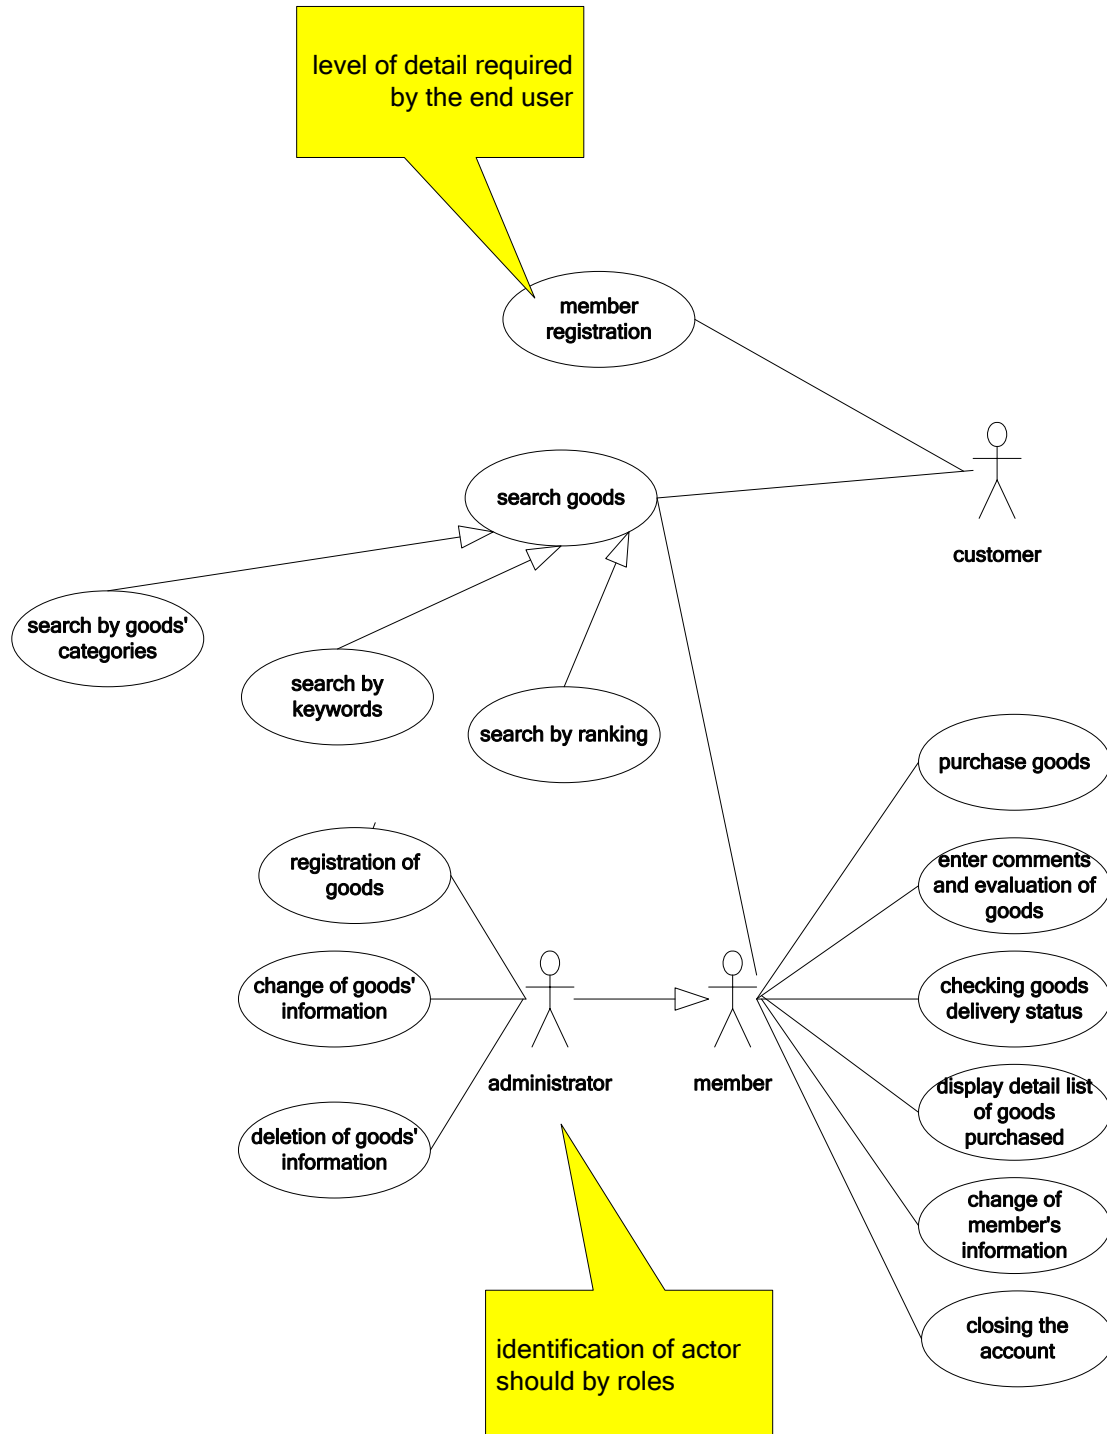 level of detail required
by the end user
member
registration
search goods
customer
search by goods'
categories
search by
keywords
search by ranking
purchase goods
registration of
goods
enter comments
and evaluation of
goods
change of goods'
information
checking goods
delivery status
administrator
member
display detail list
of goods
purchased
deletion of goods'
information
change of
member's
information
closing the
account
identification of actor
should by roles